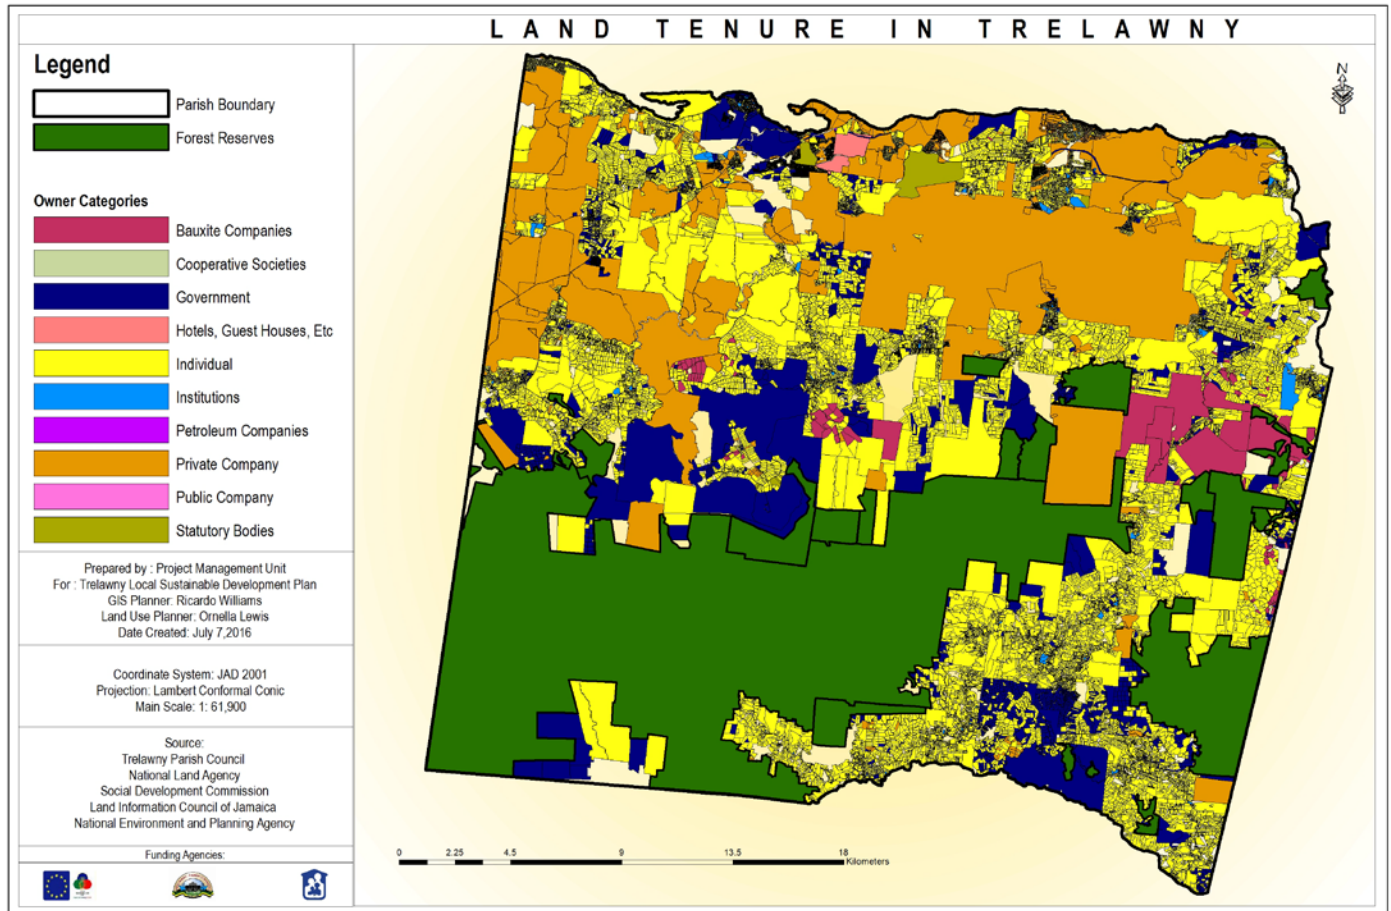 LAND TENURE IN TRELAWNY
Legend
Parish Boundary
Forest Reserves
Owner Categories
Bauxite Companies
Cooperative Societies
Government
Hotels, Guest Houses, Etc
Individual
Institutions
Petroleum Companies
Private Company
Public Company
Statutory Bodies
Prepared by : Project Management Unit
For : Trelawny Local Sustainable Development Plan
GIS Planner: Ricardo Williams
Land Use Planner: Ornella Lewis
Date Created: July 7,2016
Coordinate System: JAD 2001
Projection: Lambert Conformal Conic
Main Scale: 1: 61,900
Source:
Trelawny Parish Council
National Land Agency
Social Development Commission
Land Information Council of Jamaica
National Environment and Planning Agency
Funding Agencies:
N
0 2.25 4.5 9 13.5 18
Kilometers